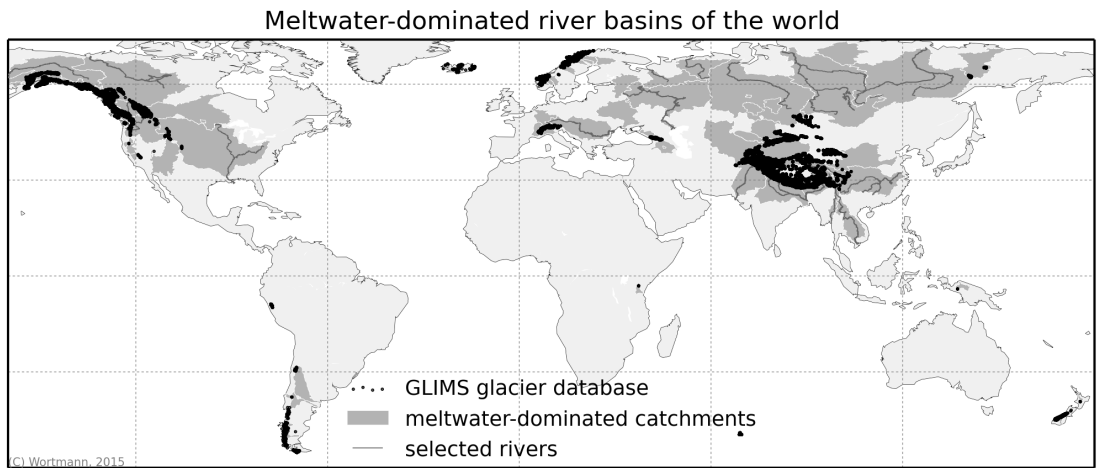 Meltwater-dominated river basins of the world
GLIMS glacier database
meltwater-dominated catchments
selected rivers
(C) Wortmann, 2015